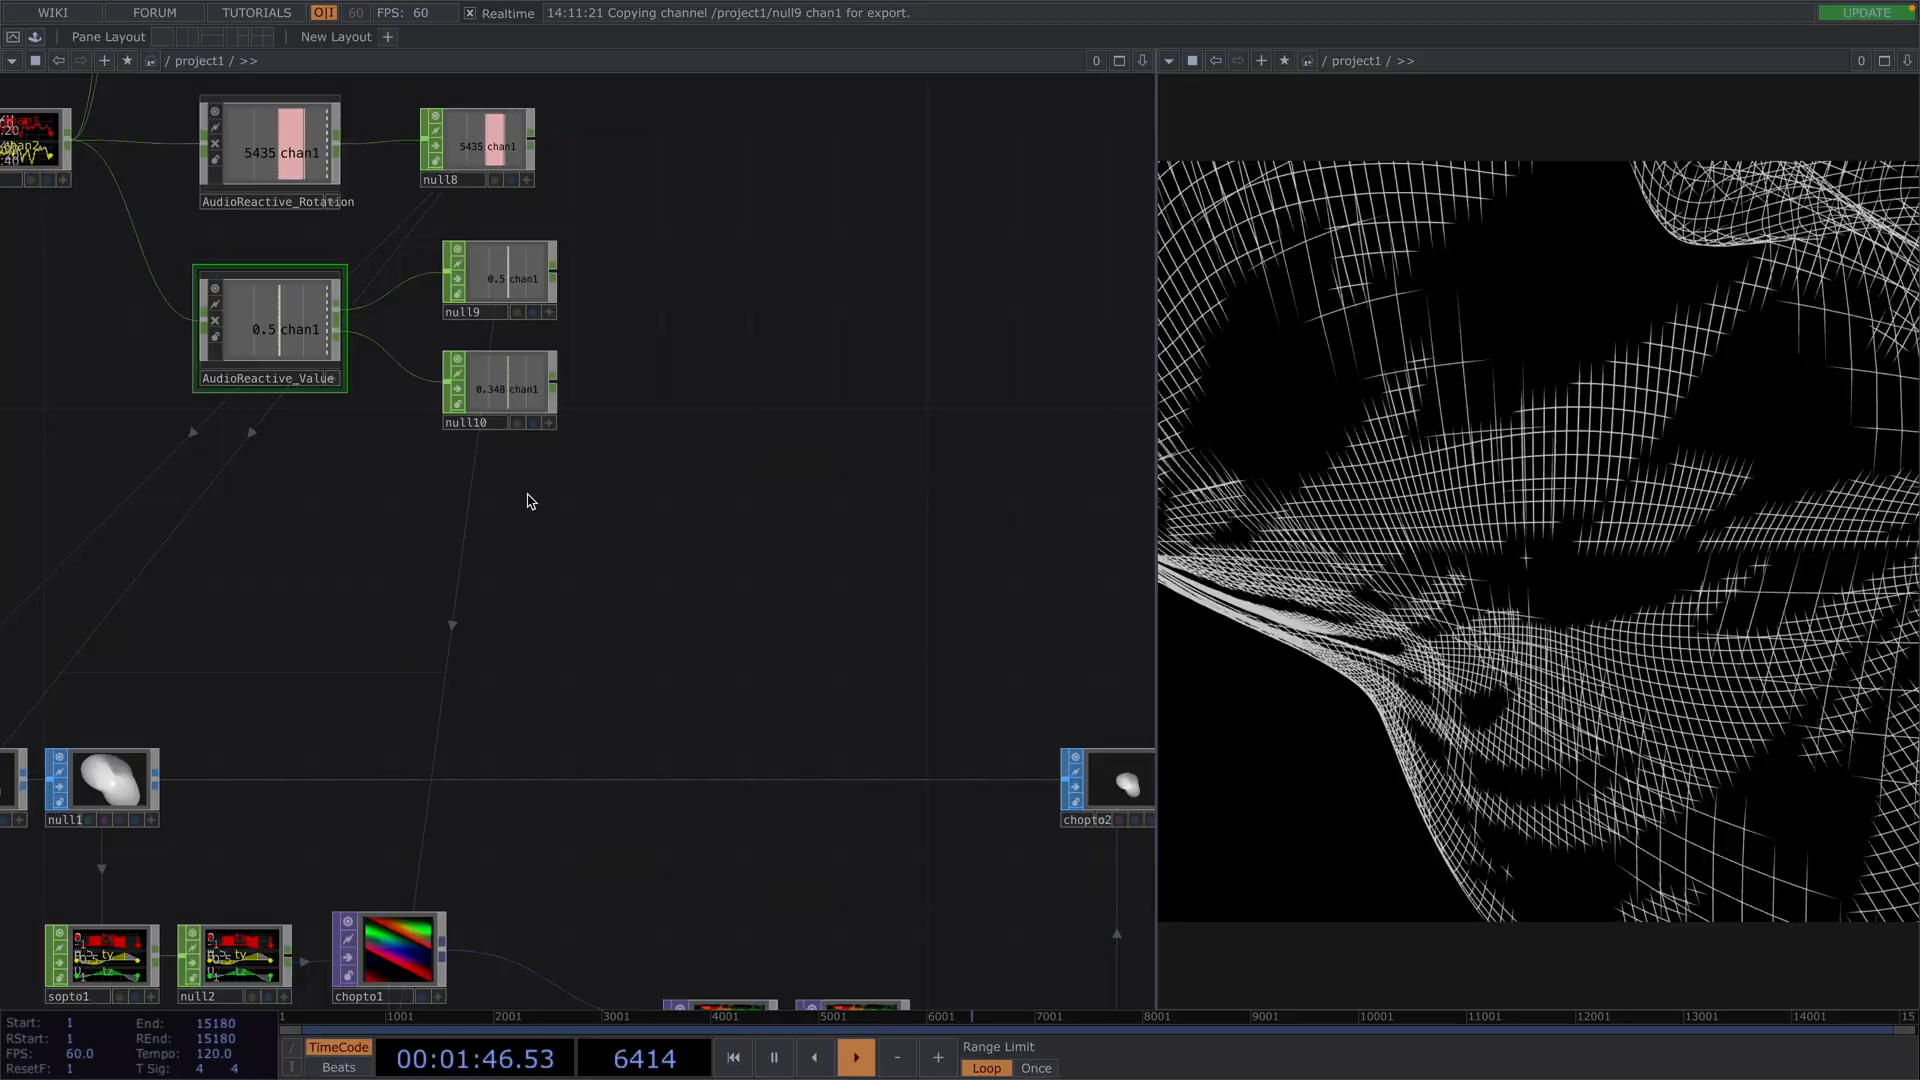 WIKI FORUM TUTORIALS O|I 60 FPS: 60 Realtime 14:11:21 Copying channel /project1/null9 chan1 for export. UPDATE
Pane Layout New Layout
/ project1 / >> 0
/ project1 / >> 0
5435 chan1
AudioReactive_Rotation
5435 chan1
null8
0.5 chan1
AudioReactive_Value
0.5 chan1
null9
0.348 chan1
null10
null1
chopto2
sopto1
null2
chopto1
1 1001 2001 3001 4001 5001 6001 7001 8001 9001 10001 11001 12001 13001 14001 15
Start: 1 End: 15180
RStart: 1 REnd: 15180
FPS: 60.0 Tempo: 120.0
ResetF: 1 T Sig: 4 4
TimeCode
Beats
00:01:46.53
6414
Range Limit
Loop Once